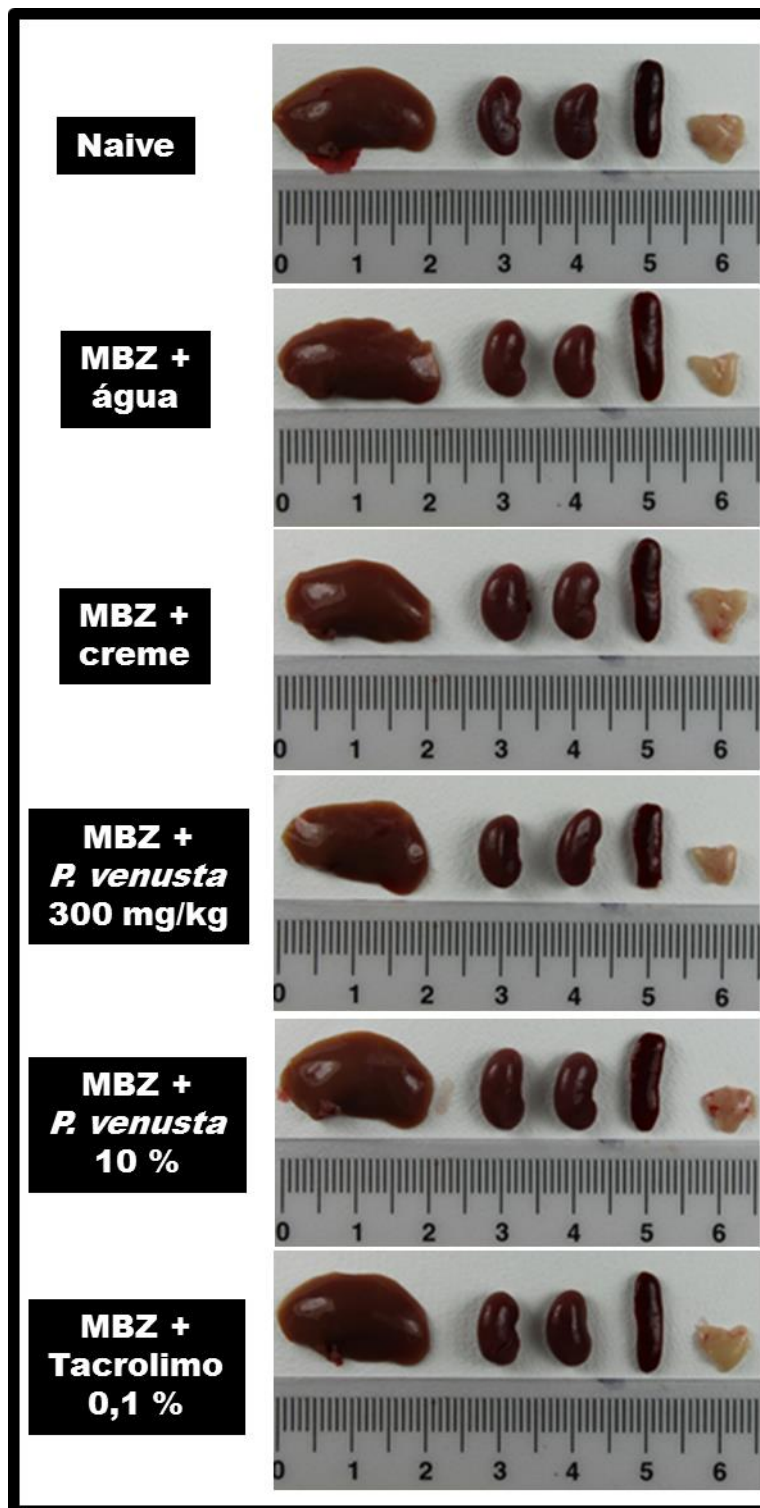 Naive
0 1 2 3 4 5 6
MBZ +
água
0 1 2 3 4 5 6
MBZ +
creme
0 1 2 3 4 5 6
MBZ +
P. venusta
300 mg/kg
0 1 2 3 4 5 6
MBZ +
P. venusta
10 %
0 1 2 3 4 5 6
MBZ +
Tacrolimo
0,1 %
0 1 2 3 4 5 6